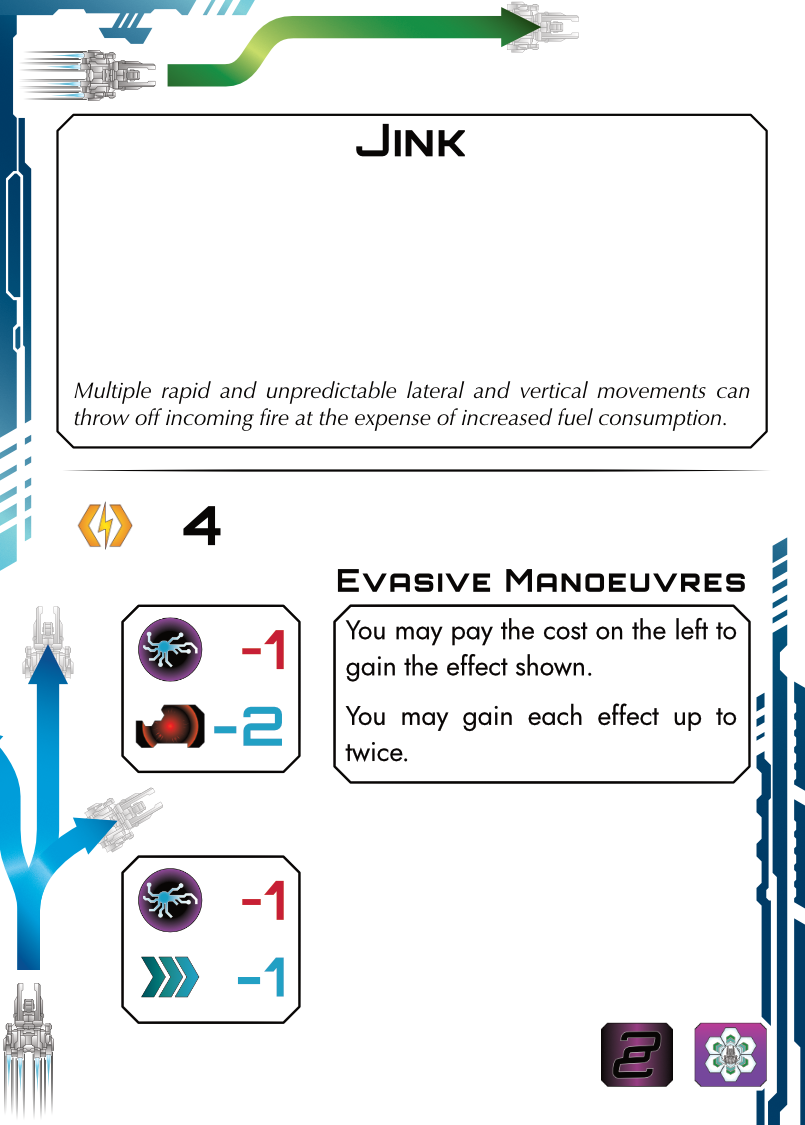 Jink
Multiple rapid and unpredictable lateral and vertical movements can
throw off incoming fire at the expense of increased fuel consumption.
4
Evasive Manoeuvres
-1
-2
You may pay the cost on the left to
gain the effect shown.
You may gain each effect up to
twice.
-1
-1
2